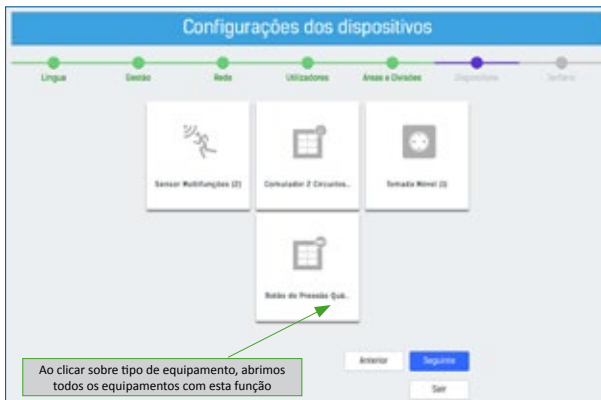 Configurações dos dispositivos
Língua
Gestão
Rede
Utilizadores
Áreas e Divisões
Dispositivos
Sensor Multifunções (2)
Comutador 2 Circuitos...
Tomada Móvel (1)
Botão de Pressão Quá...
Anterior
Seguinte
Sair
Ao clicar sobre tipo de equipamento, abrimos
todos os equipamentos com esta função